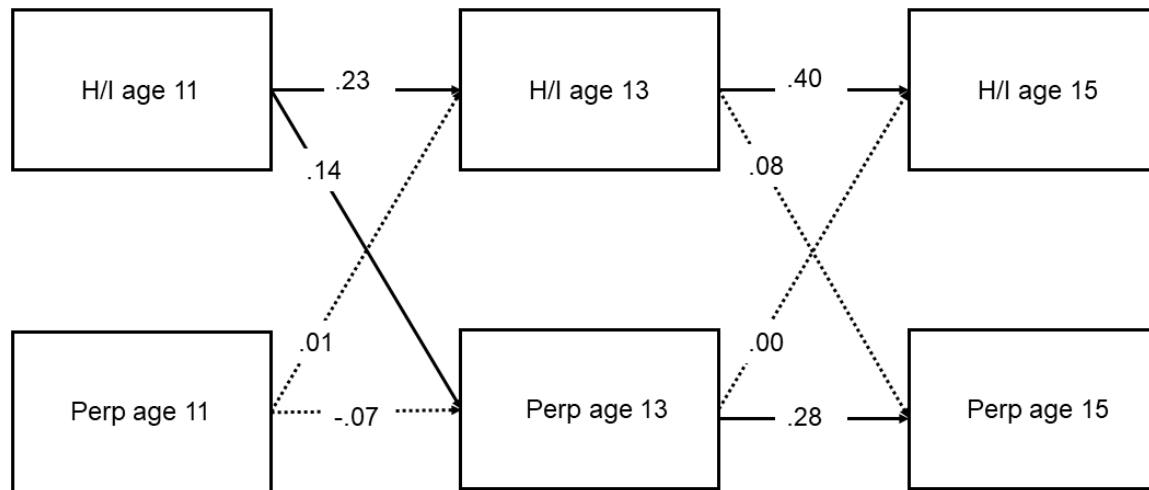 H/I age 11
.23
H/I age 13
.40
H/I age 15
.14
.08
.01
.00
Perp age 11
-.07
Perp age 13
.28
Perp age 15